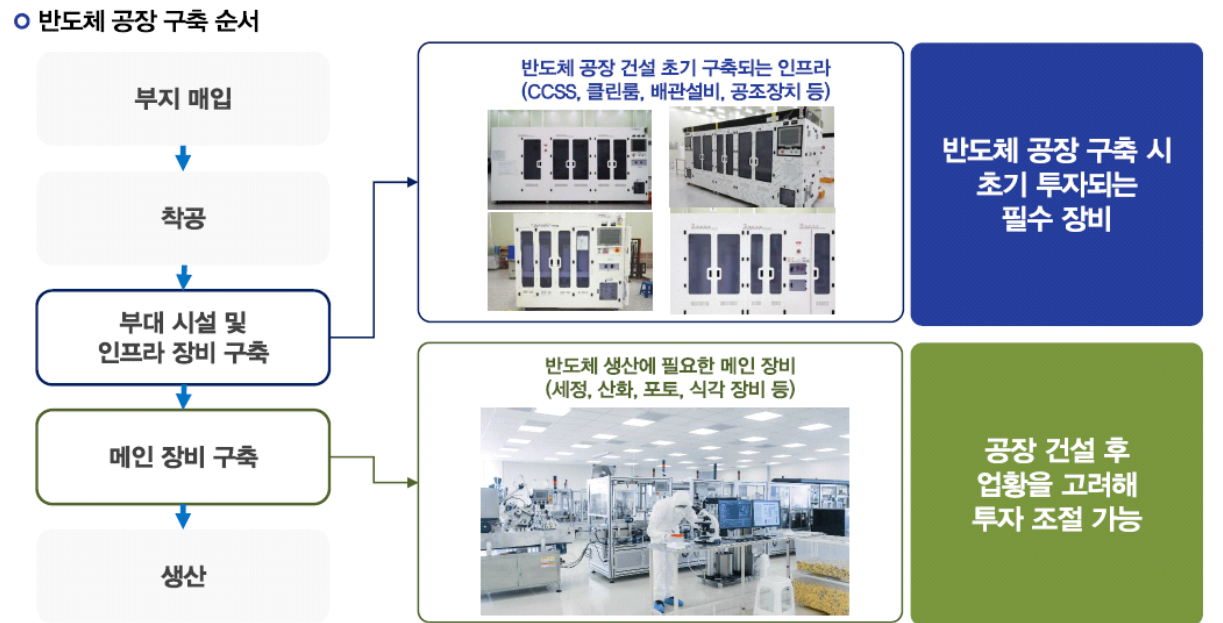 반도체 공장 구축 순서
부지 매입
착공
부대 시설 및
인프라 장비 구축
메인 장비 구축
생산
반도체 공장 건설 초기 구축되는 인프라
(CCSS, 클린룸, 배관설비, 공조장치 등)
반도체 공장 구축 시
초기 투자되는
필수 장비
반도체 생산에 필요한 메인 장비
(세정, 산화, 포토, 식각 장비 등)
공장 건설 후
업황을 고려해
투자 조절 가능